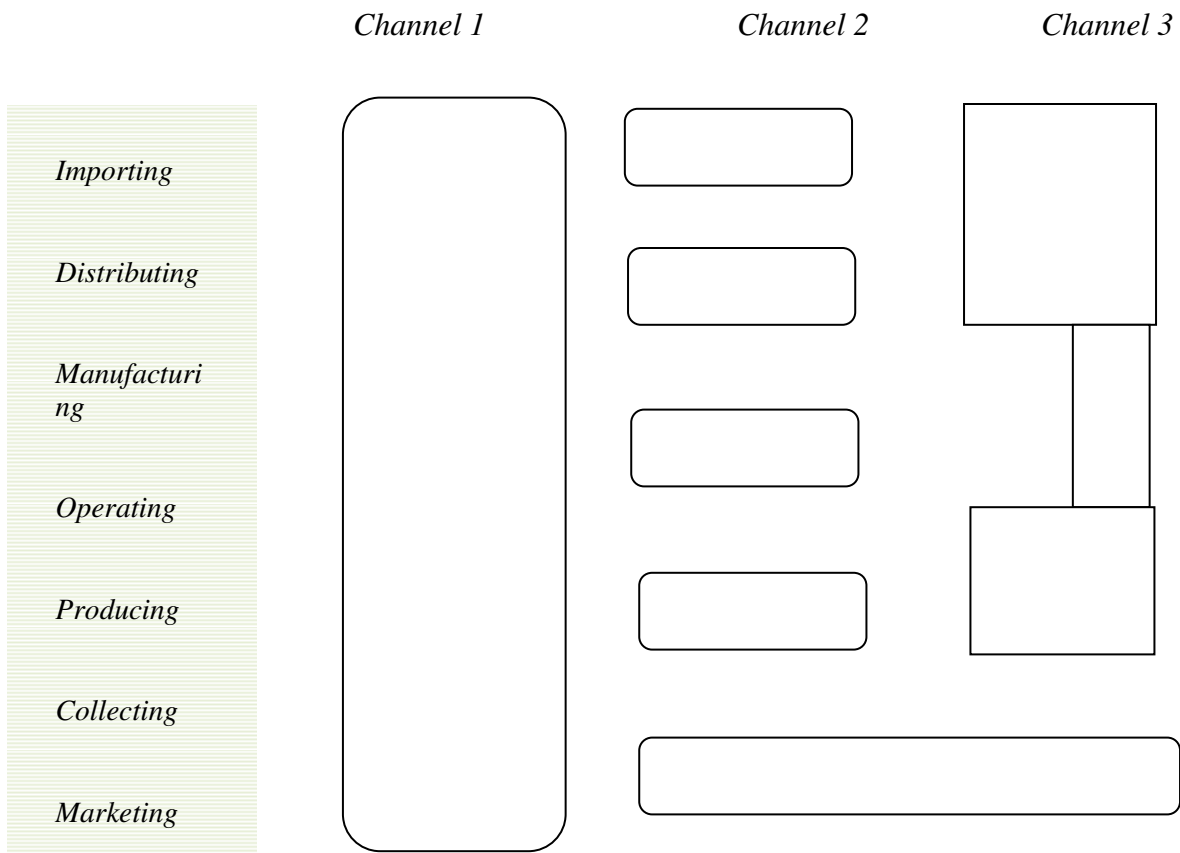 Channel 1 Channel 2 Channel 3
Importing
Distributing
Manufacturi
ng
Operating
Producing
Collecting
Marketing